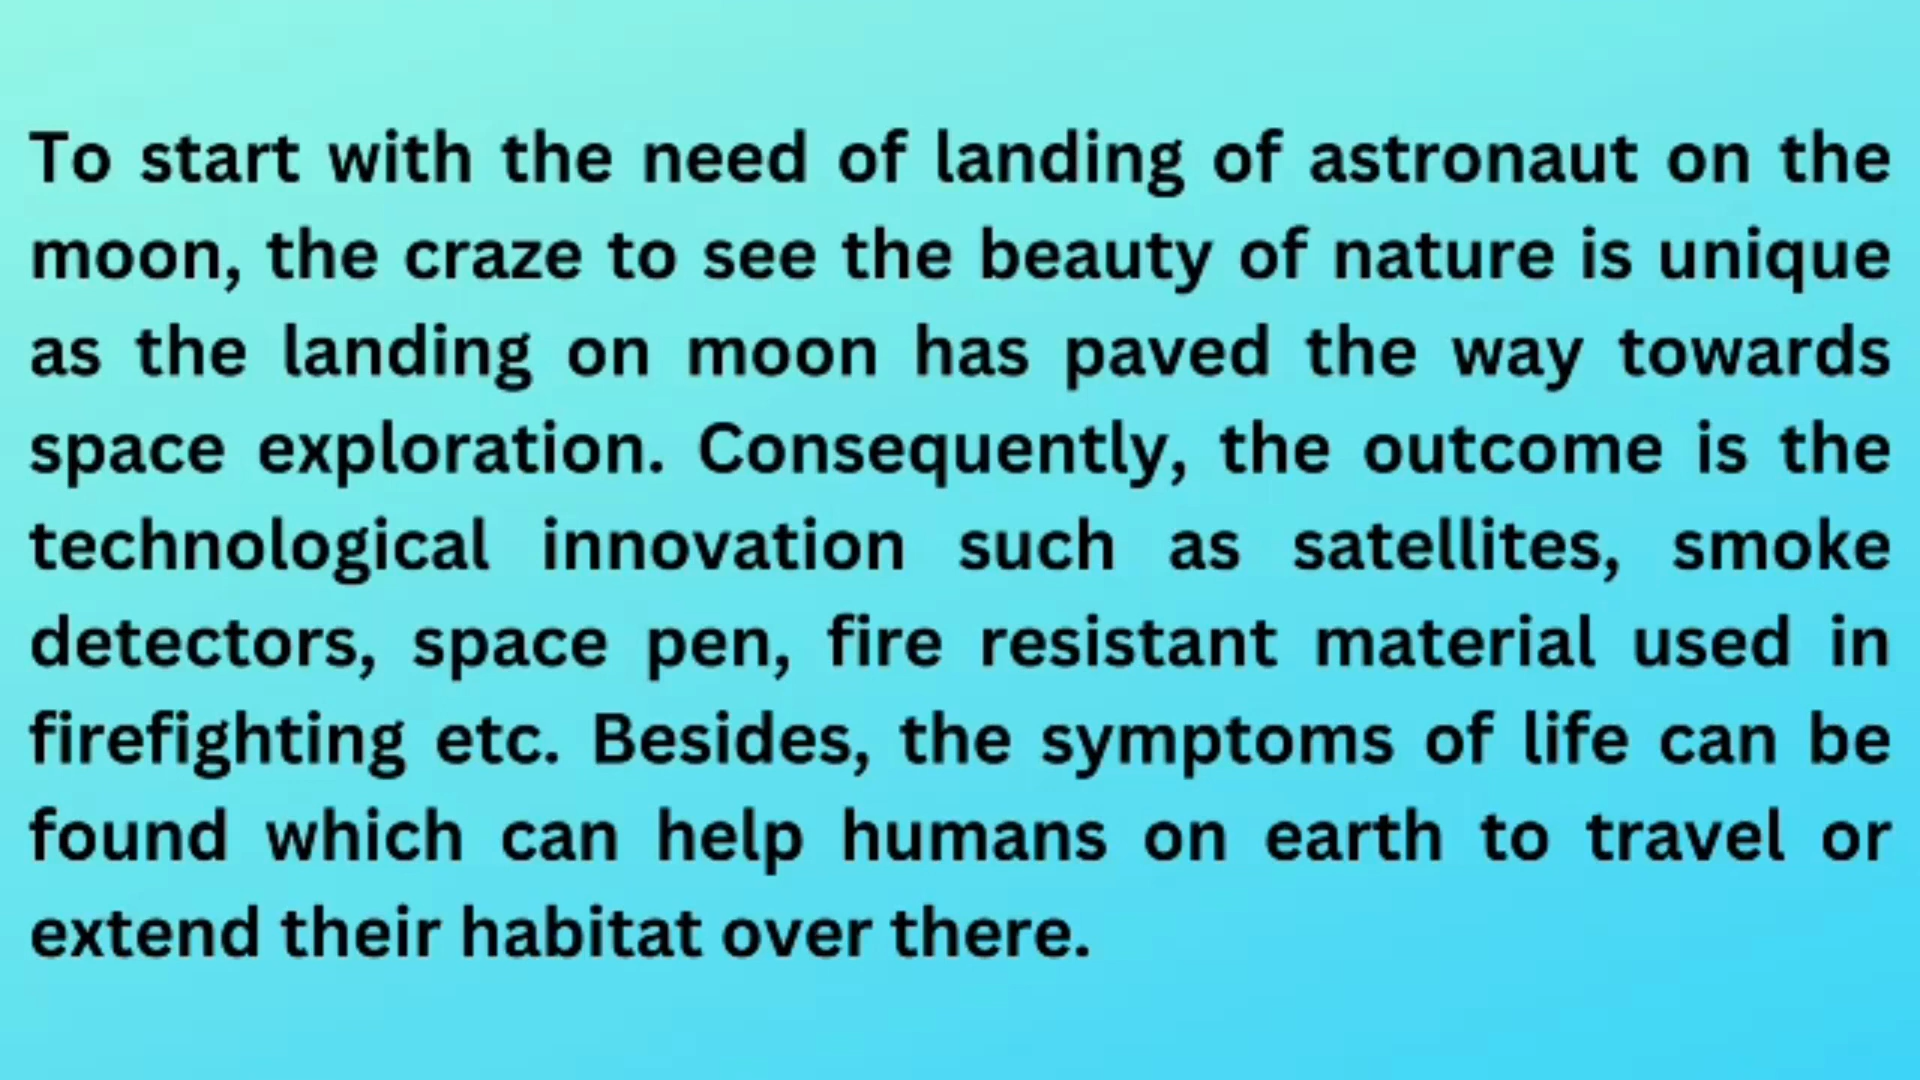 To start with the need of landing of astronaut on the
moon, the craze to see the beauty of nature is unique
as the landing on moon has paved the way towards
space exploration. Consequently, the outcome is the
technological innovation such as satellites, smoke
detectors, space pen, fire resistant material used in
firefighting etc. Besides, the symptoms of life can be
found which can help humans on earth to travel or
extend their habitat over there.